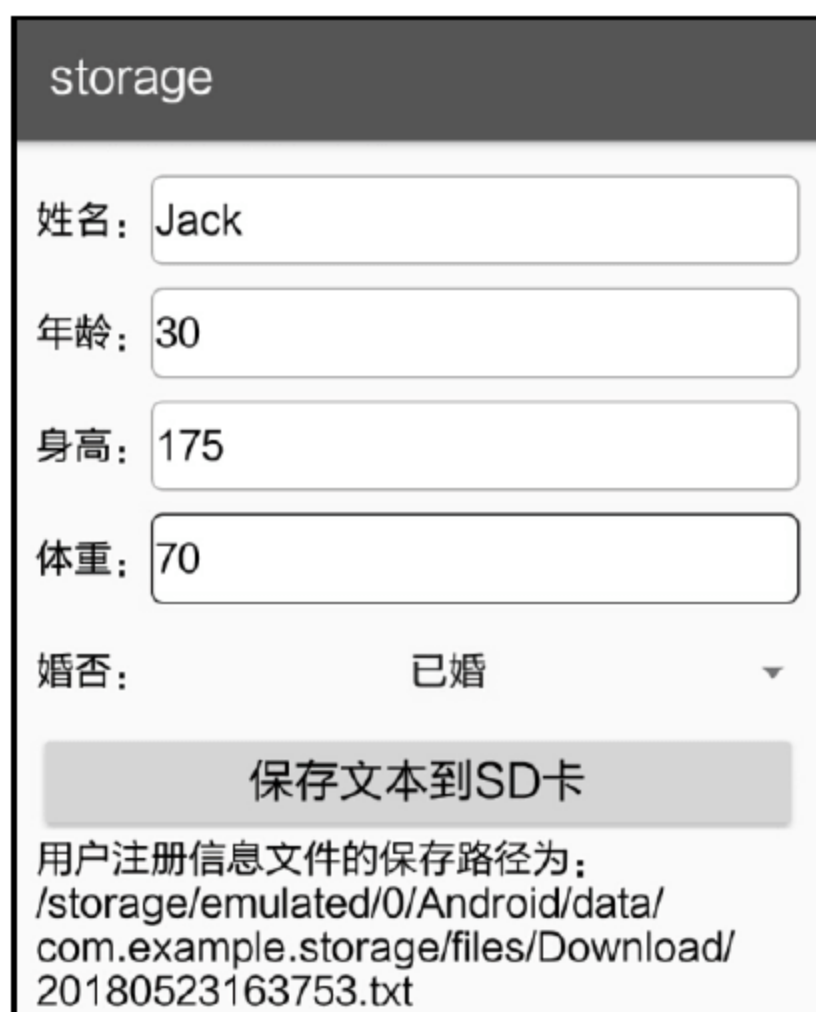 storage
姓名：Jack
年龄：30
身高：175
体重：70
婚否：已婚
保存文本到SD卡
用户注册信息文件的保存路径为：
/storage/emulated/0/Android/data/
com.example.storage/files/Download/
20180523163753.txt